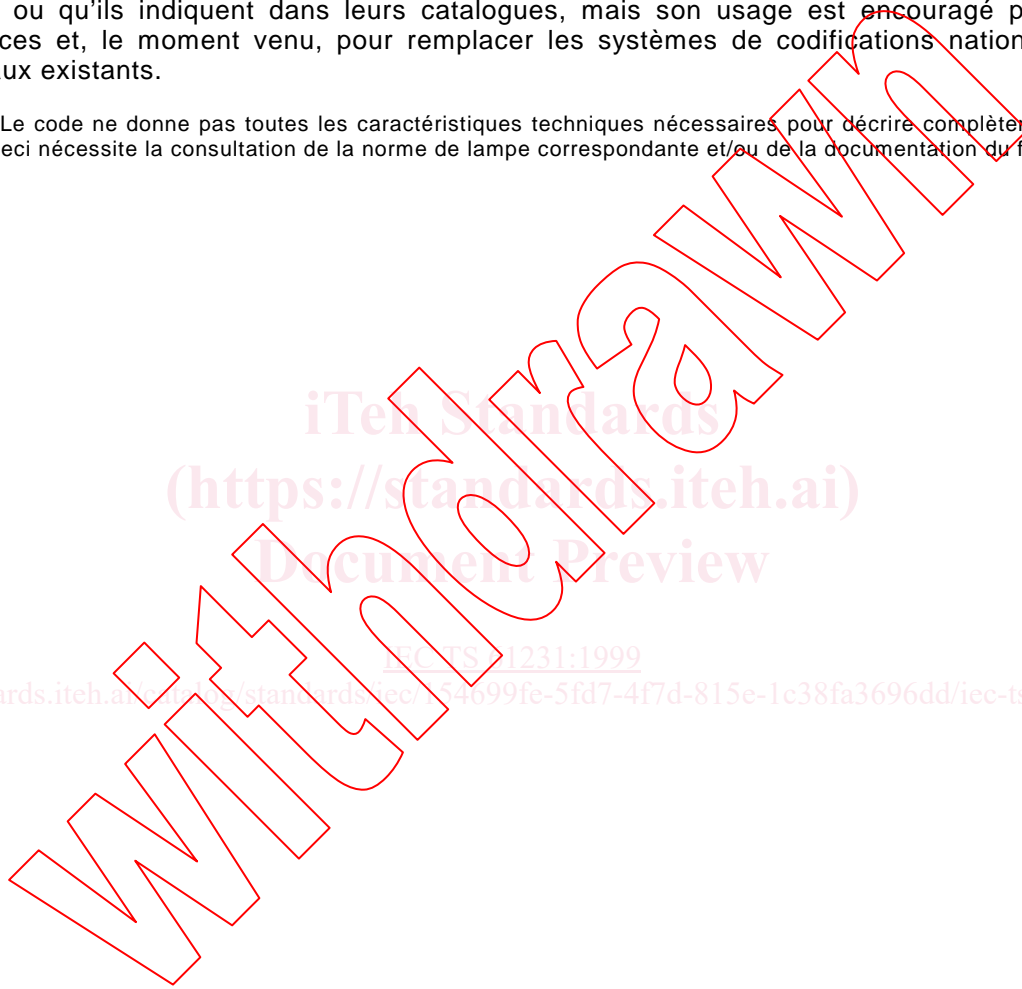 ou qu'ils indiquent dans leurs catalogues, mais son usage est encouragé p
ces et, le moment venu, pour remplacer les systèmes de codifications nation
aux existants.
Le code ne donne pas toutes les caractéristiques techniques nécessaires pour décrire complèter
eci nécessite la consultation de la norme de lampe correspondante et/ou de la documentation du f
withdrawn
iTeh Standards
(https://standards.iteh.ai)
Document Preview
IEC TS 61231:1999
ards.iteh.ai/catalog/standards/iec/154699fe-5fd7-4f7d-815e-1c38fa3696dd/iec-ts